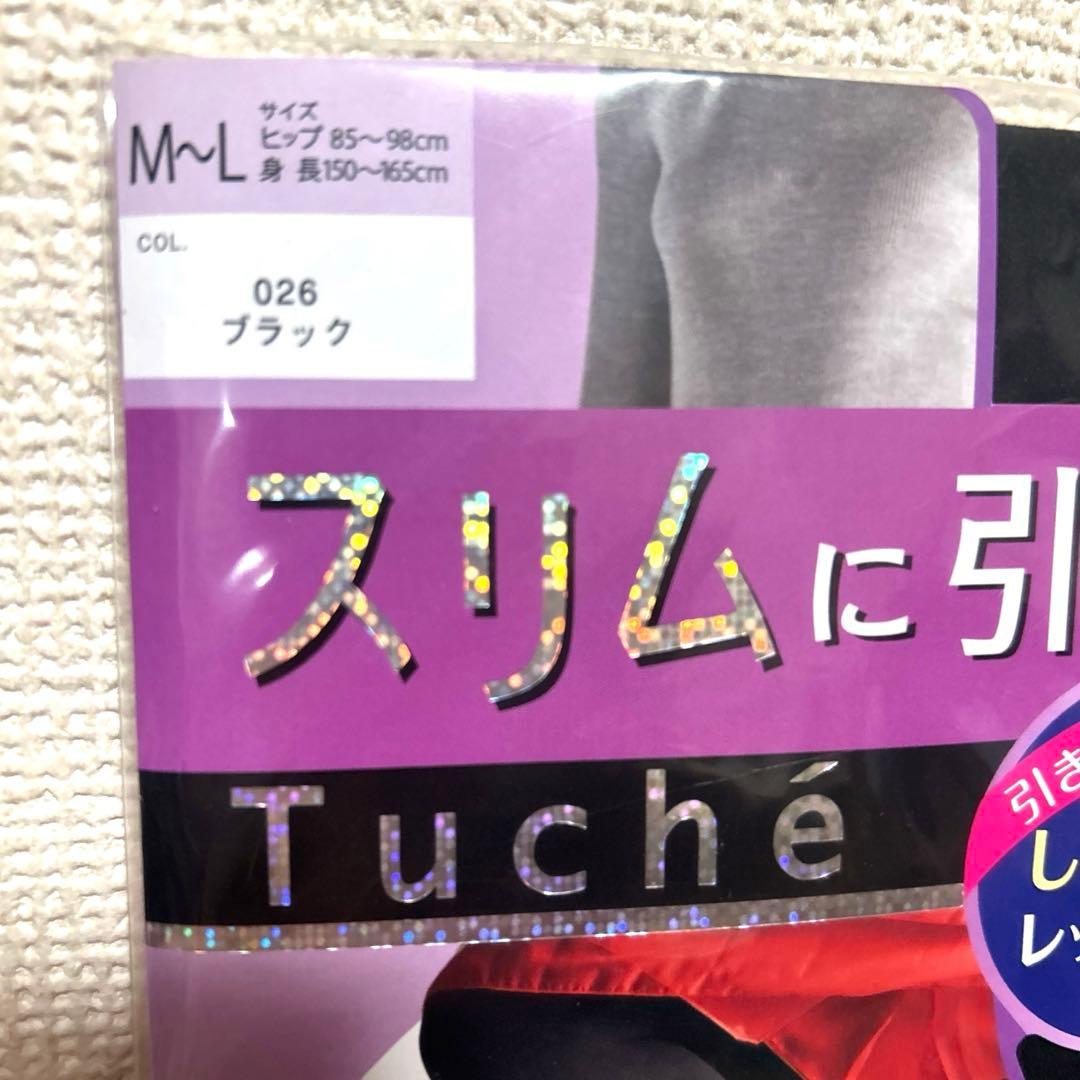 M〜L
サイズ
ヒップ 85〜98cm
身 長150〜165cm
COL.
026
ブラック
スリムに引
Tuché
引き
し
レッ